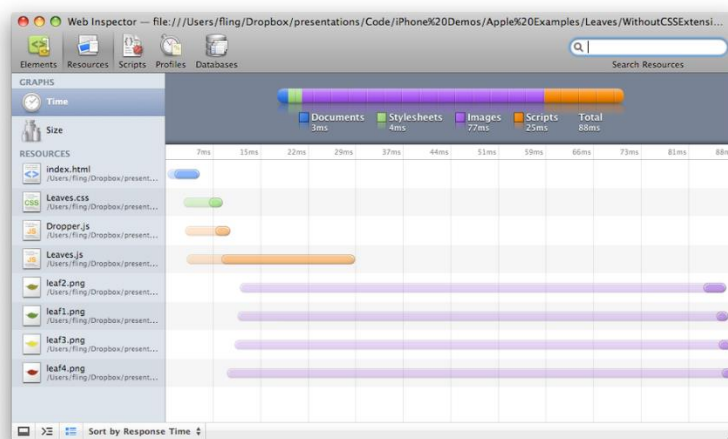 Web Inspector — file:///Users/fling/Dropbox/presentations/Code/iPhone%20Demos/Apple%20Examples/Leaves/WithoutCSSExtensi...
Elements Resources Scripts Profiles Databases
Search Resources
GRAPHS
Time
Size
Documents Stylesheets Images Scripts Total
3ms 4ms 77ms 25ms 88ms
RESOURCES
7ms 15ms 22ms 29ms 37ms 44ms 51ms 59ms 66ms 73ms 81ms 88m
index.html
/Users/fling/Dropbox/present...
CSS
Leaves.css
/Users/fling/Dropbox/present...
JS
Dropper.js
/Users/fling/Dropbox/present...
JS
Leaves.js
/Users/fling/Dropbox/present...
leaf2.png
/Users/fling/Dropbox/present...
leaf1.png
/Users/fling/Dropbox/present...
leaf3.png
/Users/fling/Dropbox/present...
leaf4.png
/Users/fling/Dropbox/present...
Sort by Response Time